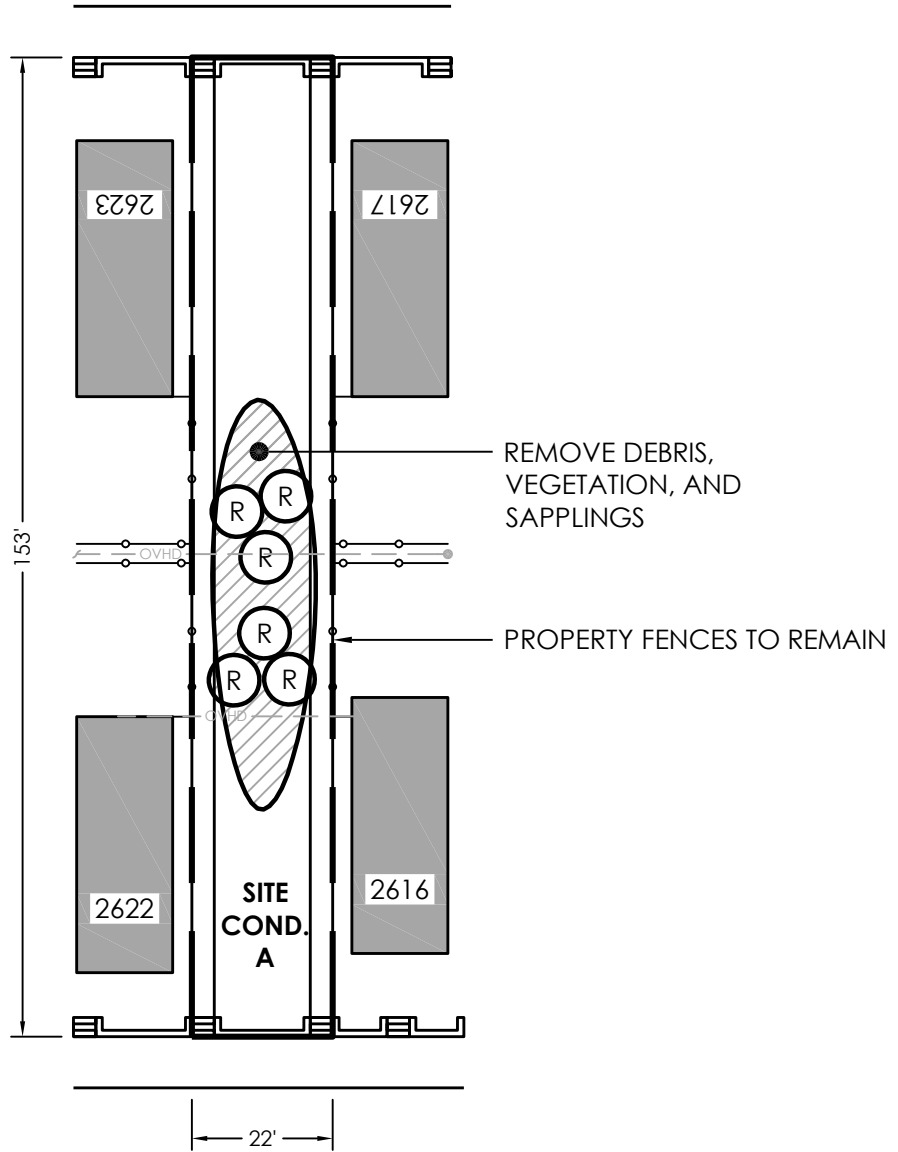 2623
2617
REMOVE DEBRIS,
VEGETATION, AND
SAPPLINGS
R
R
R
153'
OVHD
R
PROPERTY FENCES TO REMAIN
R
R
OVHD
2622
2616
SITE
COND.
A
22'